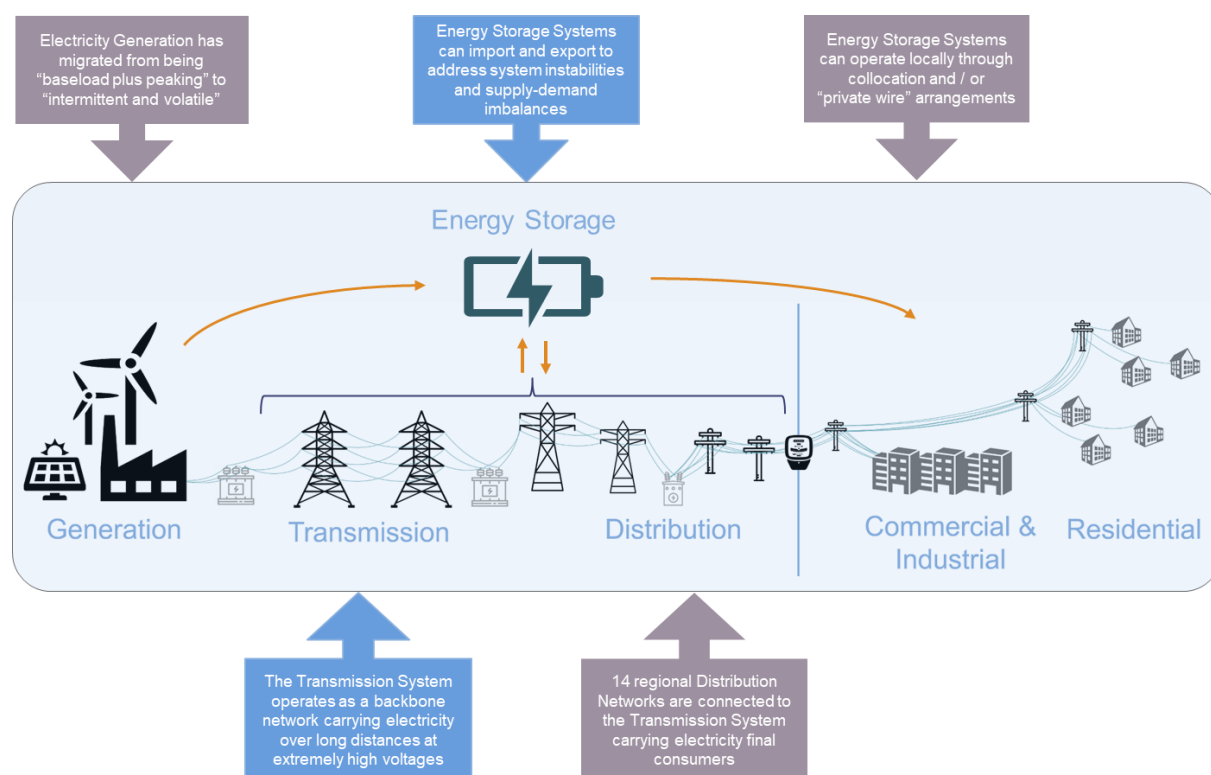 Electricity Generation has
migrated from being
“baseload plus peaking” to
“intermittent and volatile”
Energy Storage Systems
can import and export to
address system instabilities
and supply-demand
imbalances
Energy Storage Systems
can operate locally through
collocation and / or
“private wire” arrangements
Energy Storage
Generation
Transmission
Distribution
Commercial &
Industrial
Residential
The Transmission System
operates as a backbone
network carrying electricity
over long distances at
extremely high voltages
14 regional Distribution
Networks are connected to
the Transmission System
carrying electricity final
consumers